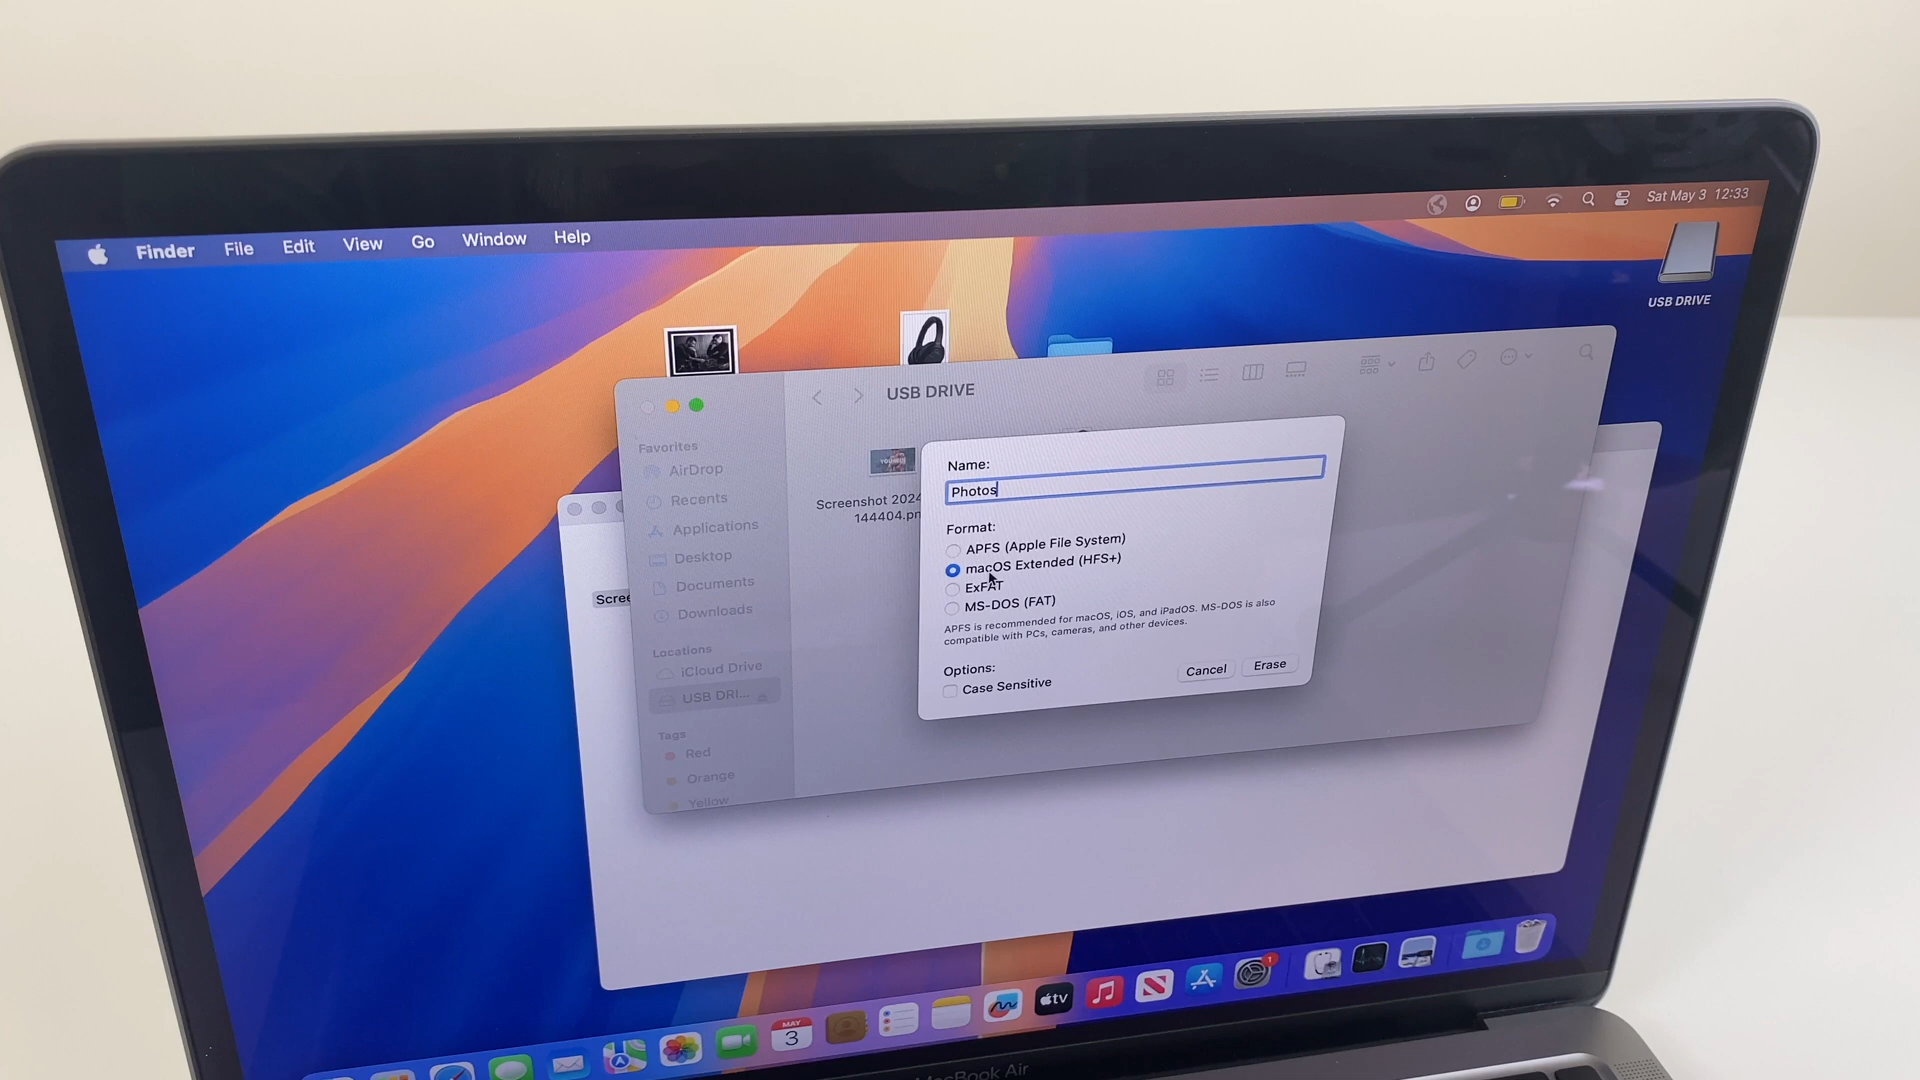 Finder File Edit View Go Window Help
Sat May 3 12:33
USB DRIVE
USB DRIVE
Favorites
AirDrop
Recents
Applications
Desktop
Documents
Downloads
Locations
iCloud Drive
USB DRI...
Tags
Red
Orange
Yellow
Screenshot 2024
144404.pn
Scree
Name:
Photos
Format:
APFS (Apple File System)
macOS Extended (HFS+)
ExFAT
MS-DOS (FAT)
APFS is recommended for macOS, iOS, and iPadOS. MS-DOS is also
compatible with PCs, cameras, and other devices.
Options:
Case Sensitive
Cancel Erase
MAY
3
tv
1
MacBook Air